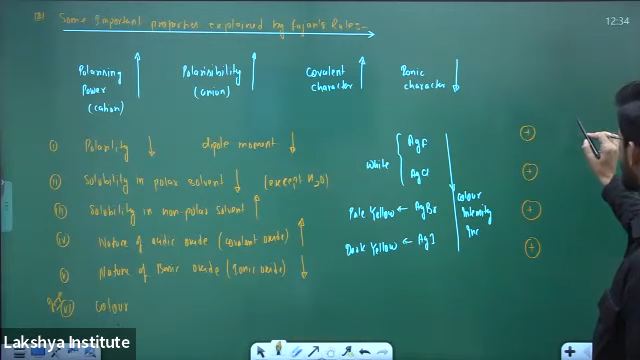 Some Important properties explained by Fajan's Rules
12:34
Polarising Power (cation)
Polarisibility (anion)
Covalent character
Ionic character
i) Polarity ↓ dipole moment ↓
ii) Solubility in polar solvent ↓ (except H2O)
iii) Solubility in non-polar solvent ↑
iv) Nature of acidic oxide (covalent oxide) ↑
v) Nature of Basic oxide (Ionic oxide) ↓
vi) Colour
White { AgF
AgCl
Pale Yellow ← AgBr
Dark Yellow ← AgI
Colour Intensity Inc
+
+
+
+
Lakshya Institute